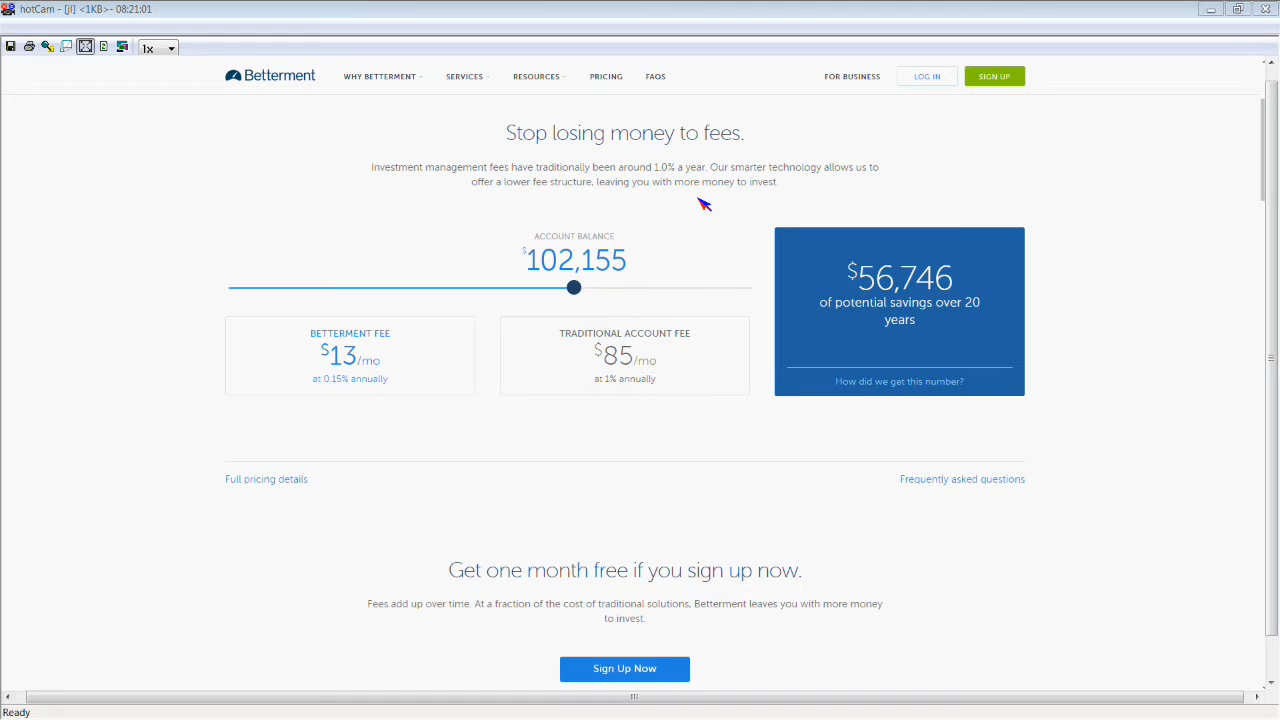 hotCam - [jl] <1KB>- 08:21:01
1x
Betterment
WHY BETTERMENT
SERVICES
RESOURCES
PRICING
FAQS
FOR BUSINESS
LOG IN
SIGN UP
Stop losing money to fees.
Investment management fees have traditionally been around 1.0% a year. Our smarter technology allows us to
offer a lower fee structure, leaving you with more money to invest.
ACCOUNT BALANCE
$102,155
BETTERMENT FEE
$13/mo
at 0.15% annually
TRADITIONAL ACCOUNT FEE
$85/mo
at 1% annually
$56,746
of potential savings over 20
years
How did we get this number?
Full pricing details
Frequently asked questions
Get one month free if you sign up now.
Fees add up over time. At a fraction of the cost of traditional solutions, Betterment leaves you with more money
to invest.
Sign Up Now
Ready